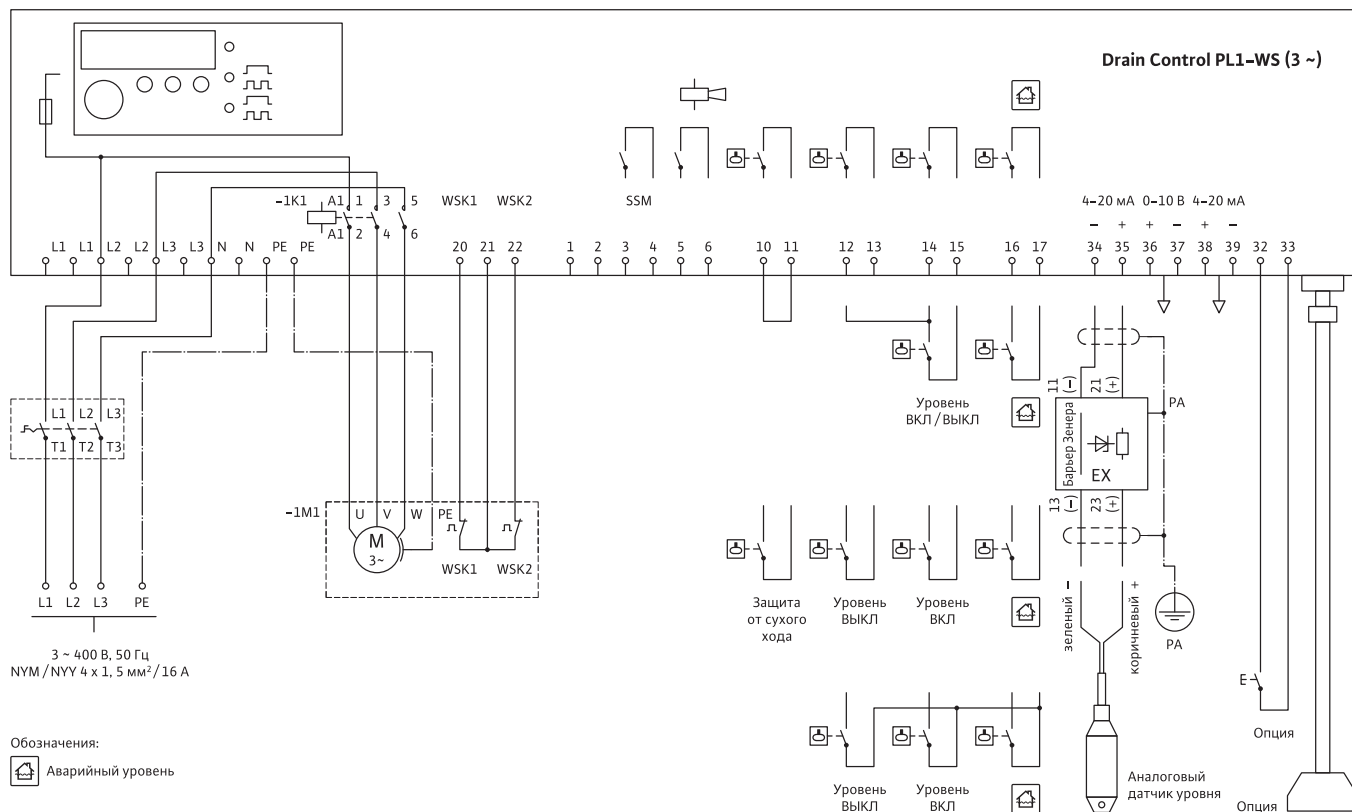 Drain Control PL1-WS (3 ~)
-1K1 A1 1 3 5 WSK1 WSK2 SSM
4-20 мА 0-10 В 4-20 мА
− + + − + −
L1 L1 L2 L2 L3 L3 N N PE PE A1 2 4 6 20 21 22 1 2 3 4 5 6 10 11 12 13 14 15 16 17 34 35 36 37 38 39 32 33
L1 L2 L3
T1 T2 T3
Уровень
ВКЛ / ВЫКЛ
11 (−) 21 (+)
Барьер Зенера
EX
PA
13 (−) 23 (+)
-1M1 U V W PE
M
3~
WSK1 WSK2
L1 L2 L3 PE
3 ~ 400 В, 50 Гц
NYM / NYY 4 x 1, 5 мм² / 16 А
Защита
от сухого
хода
Уровень
ВЫКЛ
Уровень
ВКЛ
зеленый −
коричневый +
PA
E
Опция
Обозначения:
Аварийный уровень
Уровень
ВЫКЛ
Уровень
ВКЛ
Аналоговый
датчик уровня
Опция